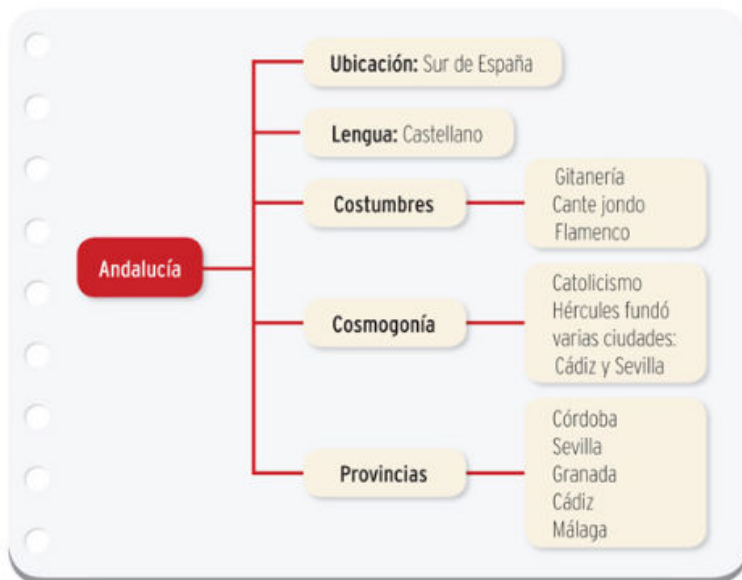 Ubicación: Sur de España
Lengua: Castellano
Costumbres
Gitanería
Cante jondo
Flamenco
Andalucía
Cosmogonía
Catolicismo
Hércules fundó
varias ciudades:
Cádiz y Sevilla
Provincias
Córdoba
Sevilla
Granada
Cádiz
Málaga